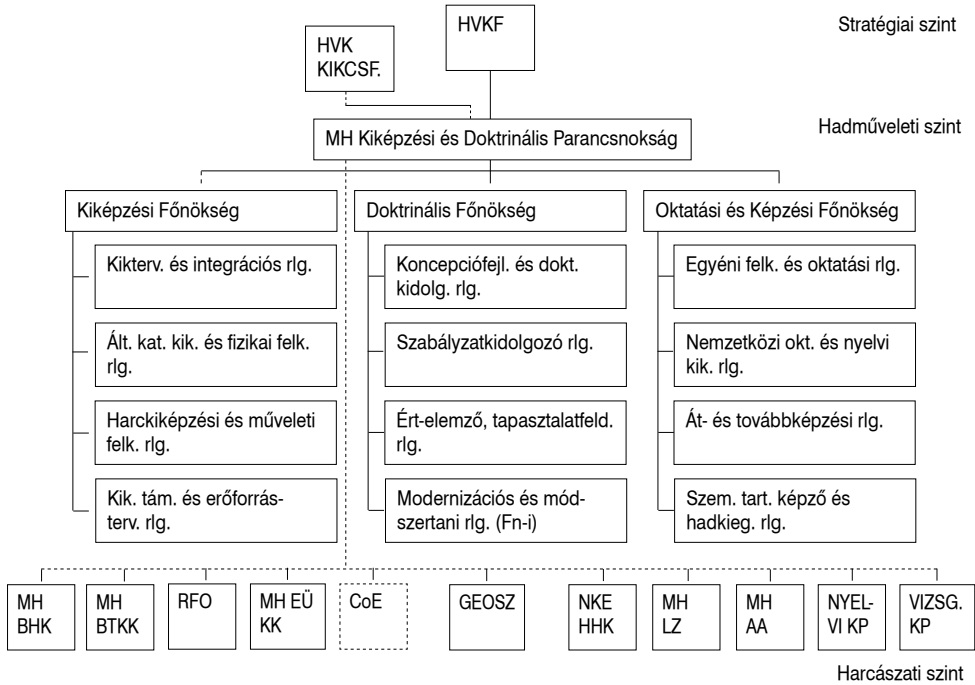 HVKF
Stratégiai szint
HVK
KIKCSF.
Hadműveleti szint
MH Kiképzési és Doktrinális Parancsnokság
Kiképzési Főnökség
Kikterv. és integrációs rlg.
Ált. kat. kik. és fizikai felk.
rlg.
Harckiképzési és műveleti
felk. rlg.
Kik. tám. és erőforrás-
terv. rlg.
Doktrinális Főnökség
Koncepciófejl. és dokt.
kidolg. rlg.
Szabályzatkidolgozó rlg.
Ért-elemző, tapasztalatfeld.
rlg.
Modernizációs és mód-
szertani rlg. (Fn-i)
Oktatási és Képzési Főnökség
Egyéni felk. és oktatási rlg.
Nemzetközi okt. és nyelvi
kik. rlg.
Át- és továbbképzési rlg.
Szem. tart. képző és
hadkieg. rlg.
MH
BHK
MH
BTKK
RFO
MH EÜ
KK
CoE
GEOSZ
NKE
HHK
MH
LZ
MH
AA
NYEL-
VI KP
VIZSG.
KP
Harcászati szint